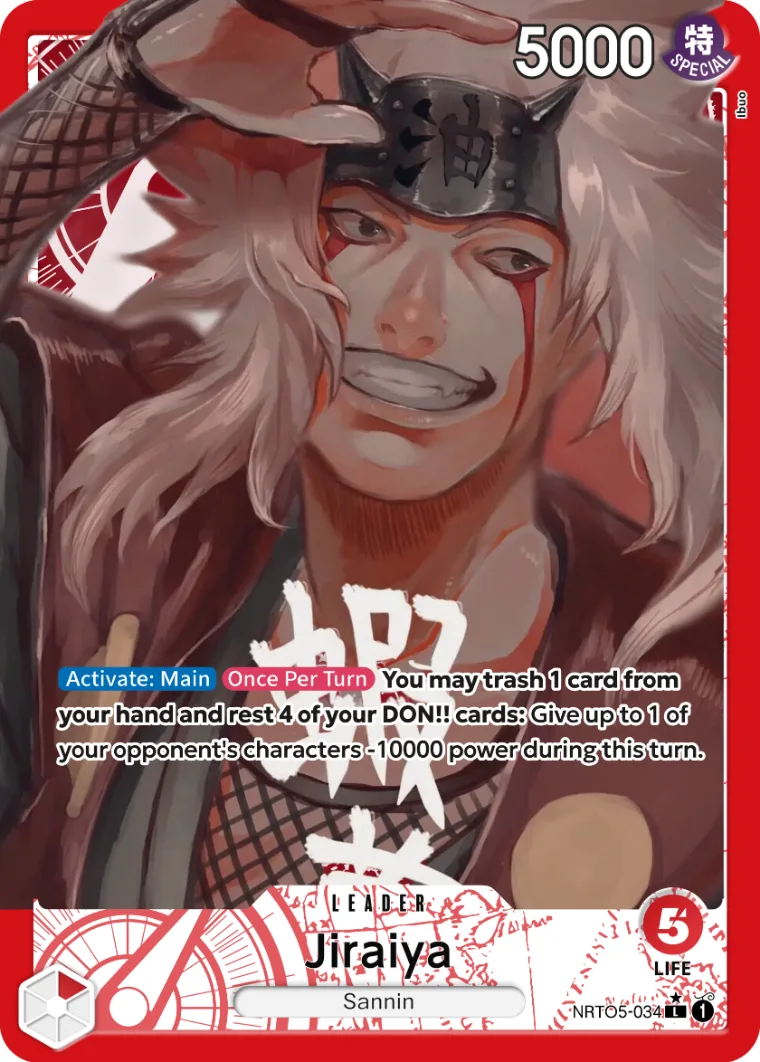 5000
特
SPECIAL
Ibuo
油
Activate: Main Once Per Turn You may trash 1 card from
your hand and rest 4 of your DON!! cards: Give up to 1 of
your opponent's characters -10000 power during this turn.
蝦
LEADER
Jiraiya
5
LIFE
Sannin
NRTO5-034 L 1